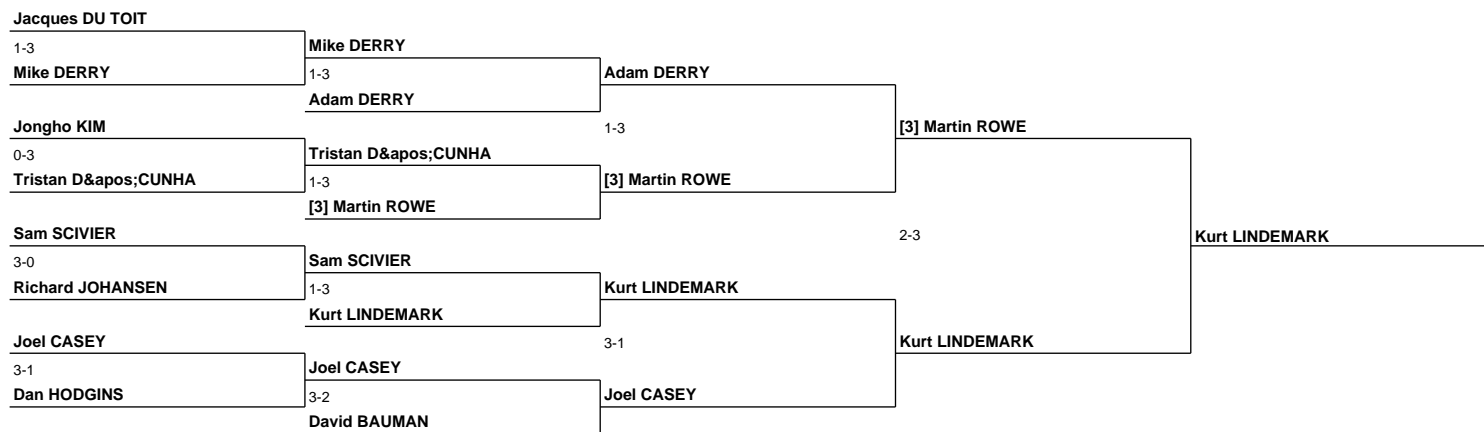 Jacques DU TOIT
1-3
Mike DERRY
Mike DERRY
1-3
Adam DERRY
Adam DERRY
Jongho KIM
0-3
Tristan D&apos;CUNHA
Tristan D&apos;CUNHA
1-3
[3] Martin ROWE
1-3
[3] Martin ROWE
[3] Martin ROWE
Sam SCIVIER
3-0
Richard JOHANSEN
Sam SCIVIER
1-3
Kurt LINDEMARK
Kurt LINDEMARK
2-3
Kurt LINDEMARK
Joel CASEY
3-1
Dan HODGINS
Joel CASEY
3-2
David BAUMAN
3-1
Joel CASEY
Kurt LINDEMARK